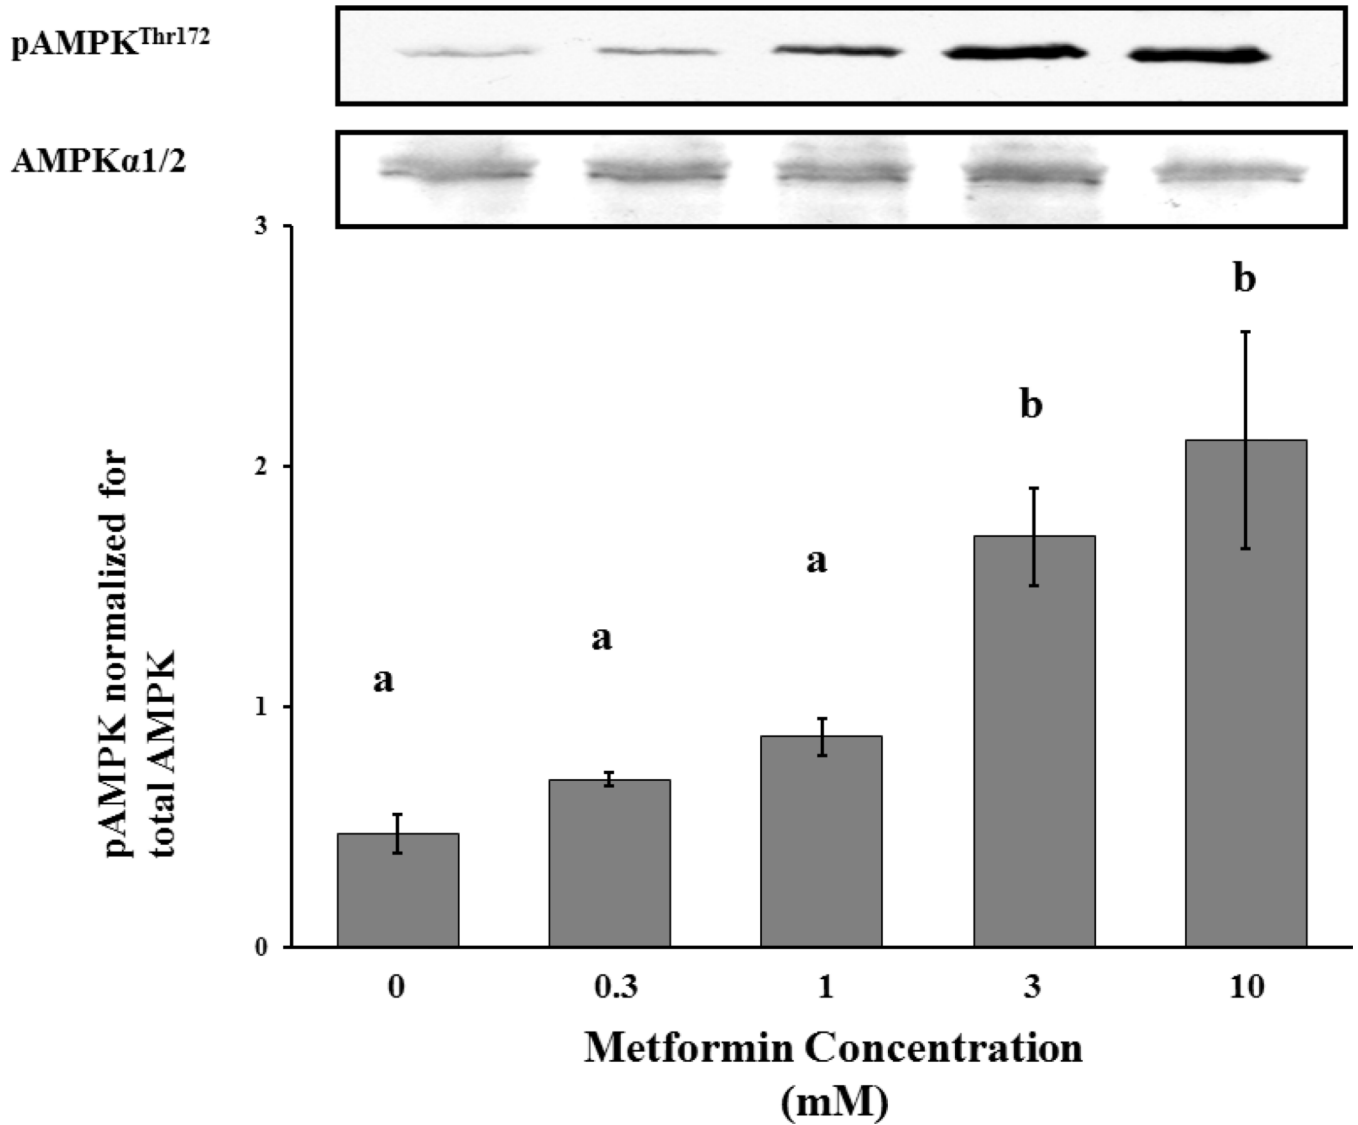 pAMPKThr172
AMPKα1/2
3
b
b
2
a
a
a
1
0
pAMPK normalized for
total AMPK
0 0.3 1 3 10
Metformin Concentration
(mM)